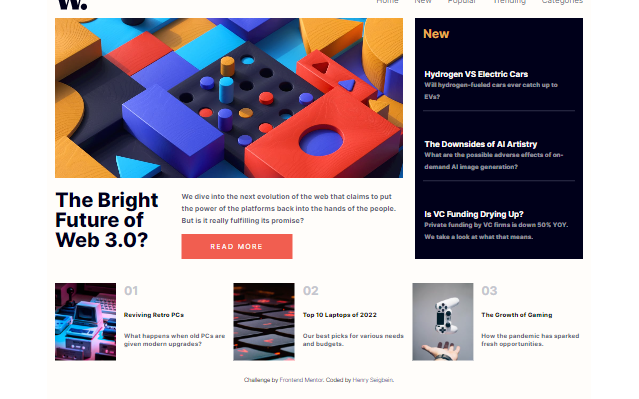 W.
Home New Popular Trending Categories
New
Hydrogen VS Electric Cars
Will hydrogen-fueled cars ever catch up to
EVs?
The Downsides of AI Artistry
What are the possible adverse effects of on-
demand AI image generation?
Is VC Funding Drying Up?
Private funding by VC firms is down 50% YOY.
We take a look at what that means.
The Bright
Future of
Web 3.0?
We dive into the next evolution of the web that claims to put
the power of the platforms back into the hands of the people.
But is it really fulfilling its promise?
READ MORE
01
Reviving Retro PCs
What happens when old PCs are
given modern upgrades?
02
Top 10 Laptops of 2022
Our best picks for various needs
and budgets.
03
The Growth of Gaming
How the pandemic has sparked
fresh opportunities.
Challenge by Frontend Mentor. Coded by Henry Seigbein.